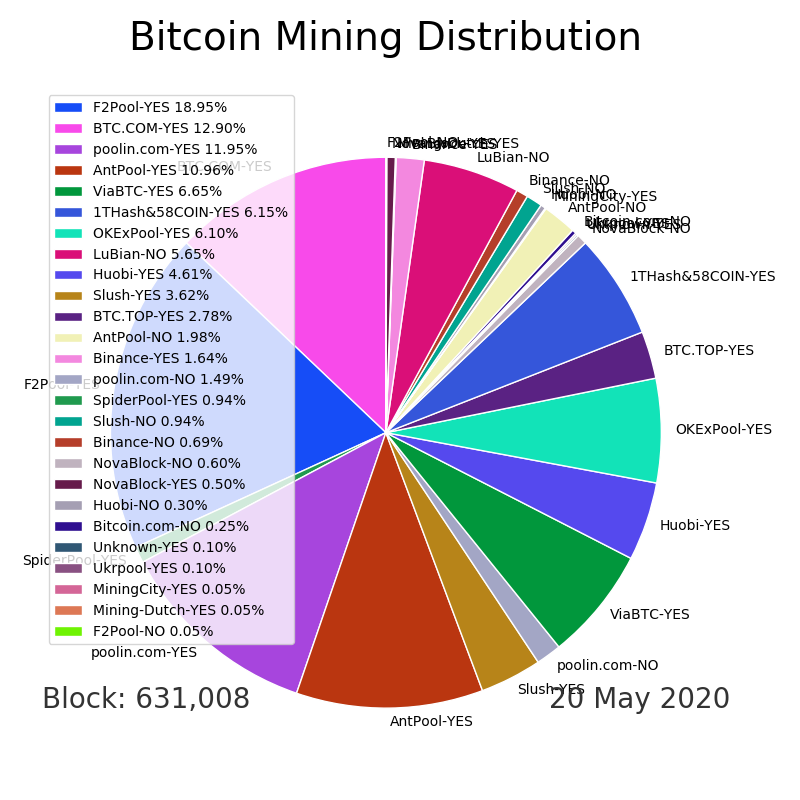 Bitcoin Mining Distribution
F2Pool-YES 18.95%
BTC.COM-YES 12.90%
poolin.com-YES 11.95%
AntPool-YES 10.96%
ViaBTC-YES 6.65%
1THash&58COIN-YES 6.15%
OKExPool-YES 6.10%
LuBian-NO 5.65%
Huobi-YES 4.61%
Slush-YES 3.62%
BTC.TOP-YES 2.78%
AntPool-NO 1.98%
Binance-YES 1.64%
poolin.com-NO 1.49%
SpiderPool-YES 0.94%
Slush-NO 0.94%
Binance-NO 0.69%
NovaBlock-NO 0.60%
NovaBlock-YES 0.50%
Huobi-NO 0.30%
Bitcoin.com-NO 0.25%
Unknown-YES 0.10%
Ukrpool-YES 0.10%
MiningCity-YES 0.05%
Mining-Dutch-YES 0.05%
F2Pool-NO 0.05%
BTC.COM-YES
F2Pool-YES
SpiderPool-YES
poolin.com-YES
AntPool-YES
Slush-YES
poolin.com-NO
ViaBTC-YES
Huobi-YES
OKExPool-YES
BTC.TOP-YES
1THash&58COIN-YES
NovaBlock-NO
Bitcoin.com-NO
AntPool-NO
MiningCity-YES
Slush-NO
Binance-NO
LuBian-NO
Block: 631,008
20 May 2020